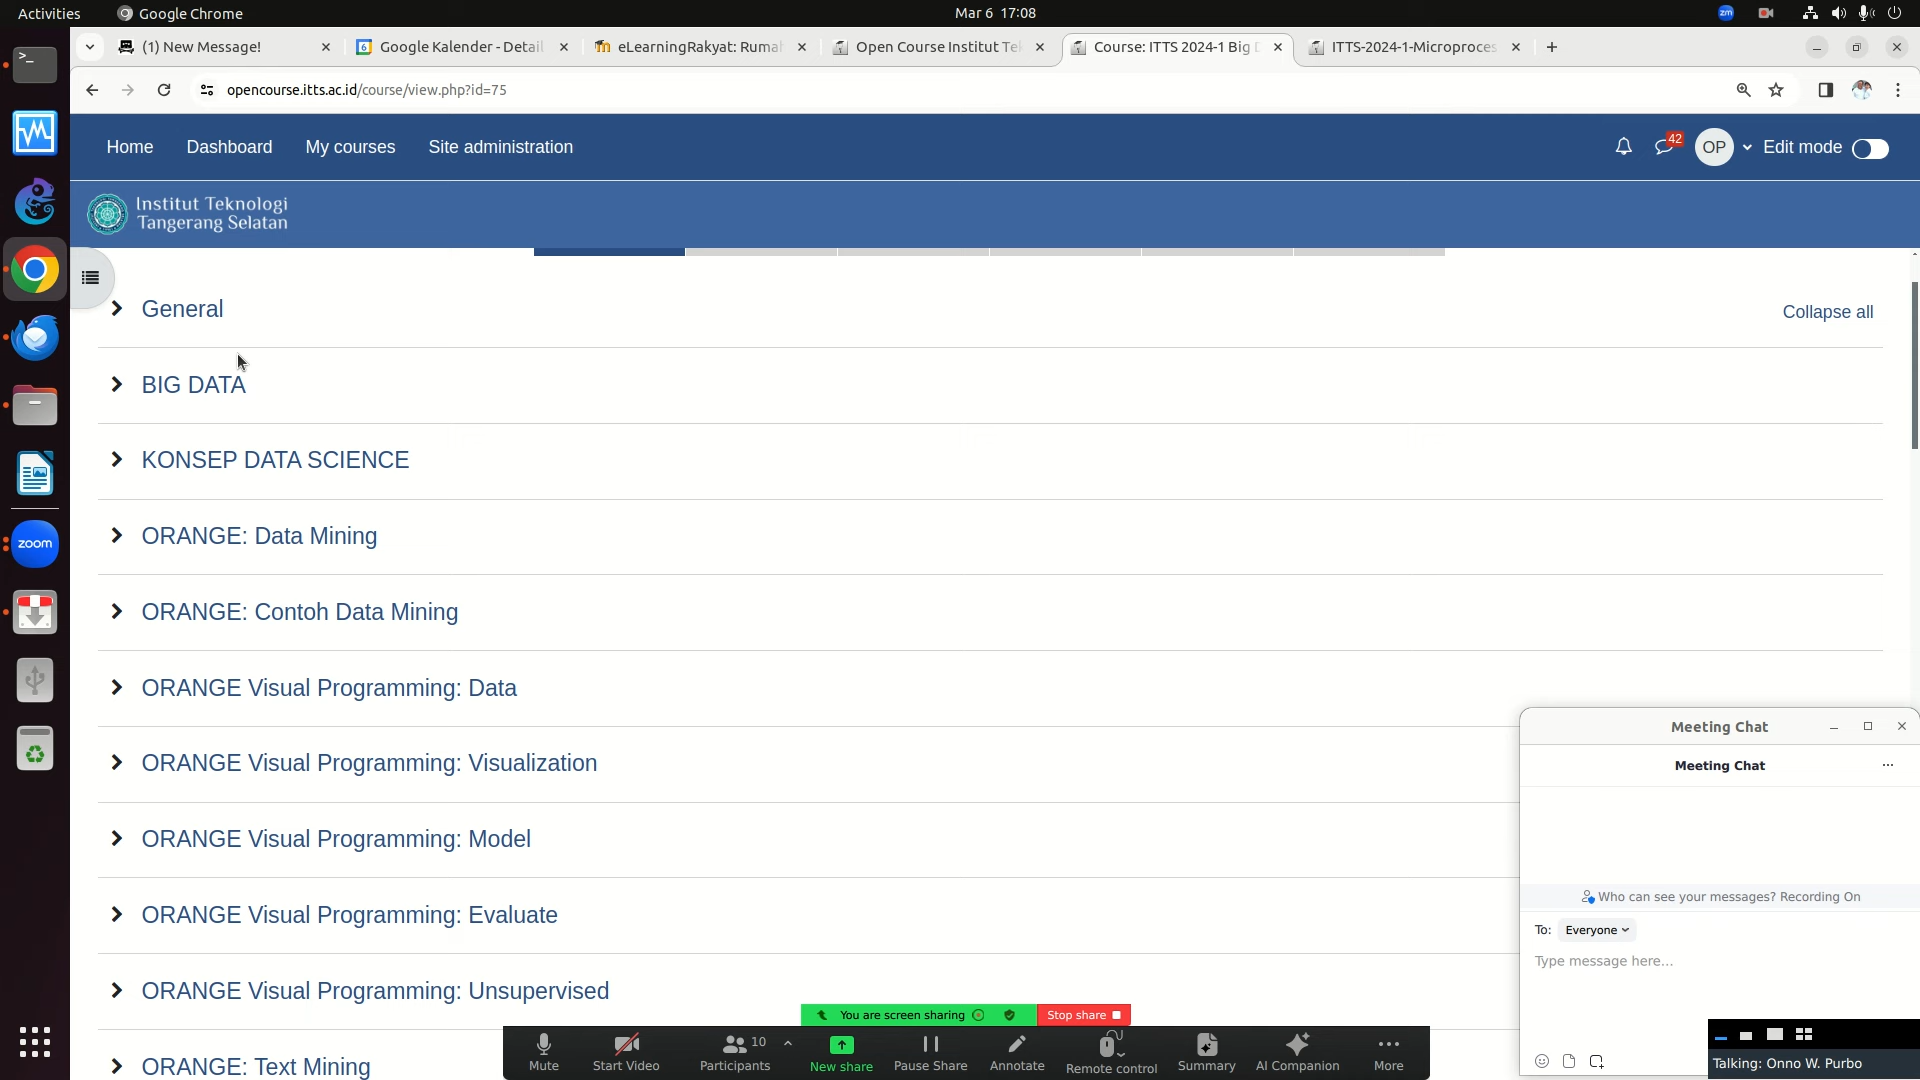 Activities
Google Chrome
Mar 6 17:08
zm
(1) New Message!
Google Kalender - Detail
eLearningRakyat: Ruma
Open Course Institut Te
Course: ITTS 2024-1 Big D
ITTS-2024-1-Microproces
opencourse.itts.ac.id/course/view.php?id=75
Home
Dashboard
My courses
Site administration
42
OP
Edit mode
Institut Teknologi
Tangerang Selatan
General
Collapse all
BIG DATA
KONSEP DATA SCIENCE
ORANGE: Data Mining
ORANGE: Contoh Data Mining
ORANGE Visual Programming: Data
ORANGE Visual Programming: Visualization
ORANGE Visual Programming: Model
ORANGE Visual Programming: Evaluate
ORANGE Visual Programming: Unsupervised
ORANGE: Text Mining
zoom
Meeting Chat
Meeting Chat
Who can see your messages? Recording On
To: Everyone
Type message here...
You are screen sharing
Stop share
Mute
Start Video
Participants
10
New share
Pause Share
Annotate
Remote control
Summary
AI Companion
More
Talking: Onno W. Purbo